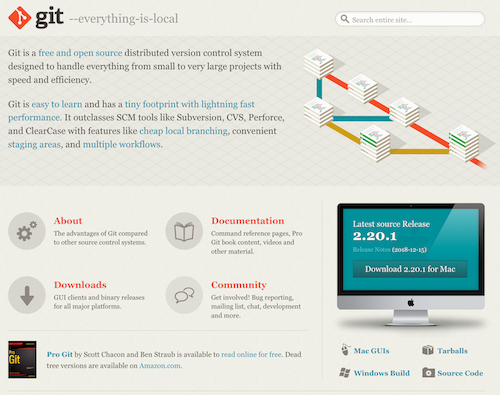 git --everything-is-local
Search entire site...
Git is a free and open source distributed version control system
designed to handle everything from small to very large projects with
speed and efficiency.
Git is easy to learn and has a tiny footprint with lightning fast
performance. It outclasses SCM tools like Subversion, CVS, Perforce,
and ClearCase with features like cheap local branching, convenient
staging areas, and multiple workflows.
About
The advantages of Git compared
to other source control systems.
Documentation
Command reference pages, Pro
Git book content, videos and
other material.
Downloads
GUI clients and binary releases
for all major platforms.
Community
Get involved! Bug reporting,
mailing list, chat, development
and more.
Latest source Release
2.20.1
Release Notes (2018-12-15)
Download 2.20.1 for Mac
Mac GUIs
Tarballs
Windows Build
Source Code
Pro
Git
Pro Git by Scott Chacon and Ben Straub is available to read online for free. Dead
tree versions are available on Amazon.com.